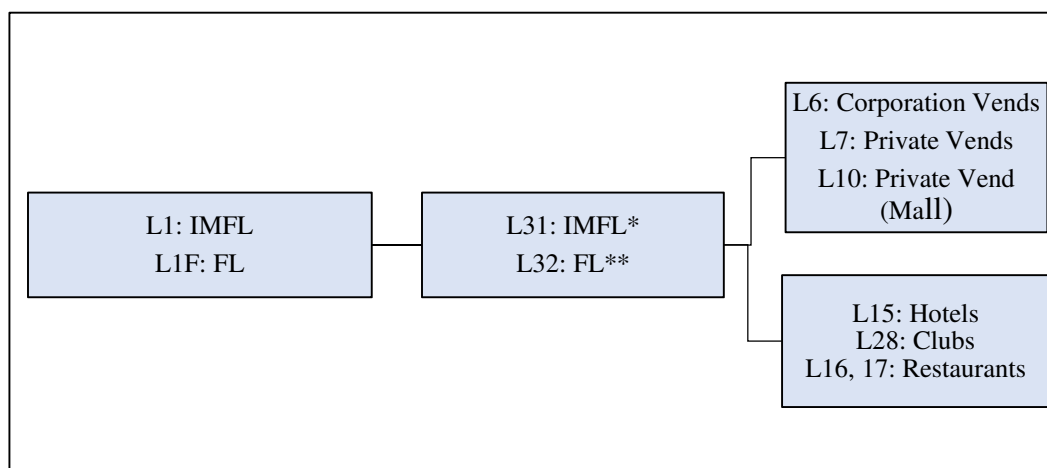 L1: IMFL
L1F: FL
L31: IMFL*
L32: FL**
L6: Corporation Vends
L7: Private Vends
L10: Private Vend
(Mall)
L15: Hotels
L28: Clubs
L16, 17: Restaurants